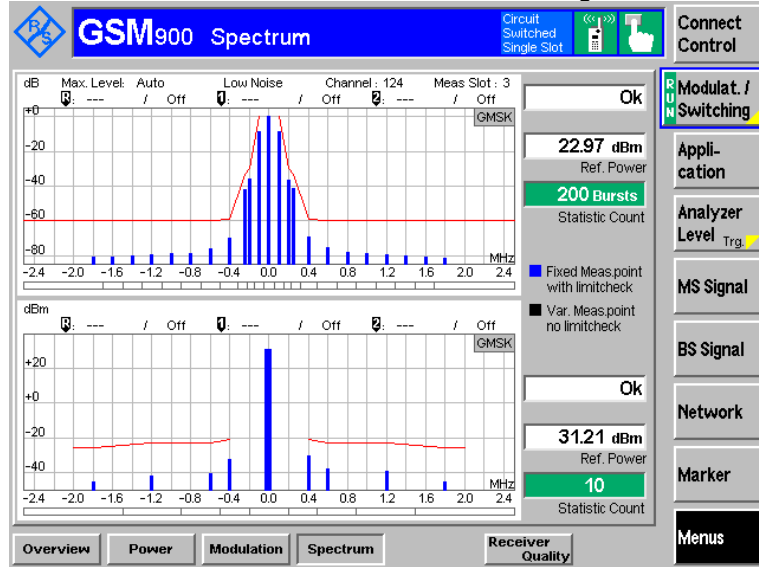 R/S
GSM900 Spectrum
Circuit
Switched
Single Slot
Connect
Control
dB Max. Level: Auto Low Noise Channel : 124 Meas Slot : 3
R: --- / Off 1: --- / Off 2: --- / Off
GMSK
+0
-20
-40
-60
-80
MHz
-2.4 -2.0 -1.6 -1.2 -0.8 -0.4 0.0 0.4 0.8 1.2 1.6 2.0 2.4
Ok
22.97 dBm
Ref. Power
200 Bursts
Statistic Count
Fixed Meas.point
with limitcheck
Var. Meas.point
no limitcheck
dBm
R: --- / Off 1: --- / Off 2: --- / Off
GMSK
+20
+0
-20
-40
MHz
-2.4 -2.0 -1.6 -1.2 -0.8 -0.4 0.0 0.4 0.8 1.2 1.6 2.0 2.4
Ok
31.21 dBm
Ref. Power
10
Statistic Count
RUN
Modulat. /
Switching
Appli-
cation
Analyzer
Level Trg.
MS Signal
BS Signal
Network
Marker
Menus
Overview Power Modulation Spectrum Receiver
Quality